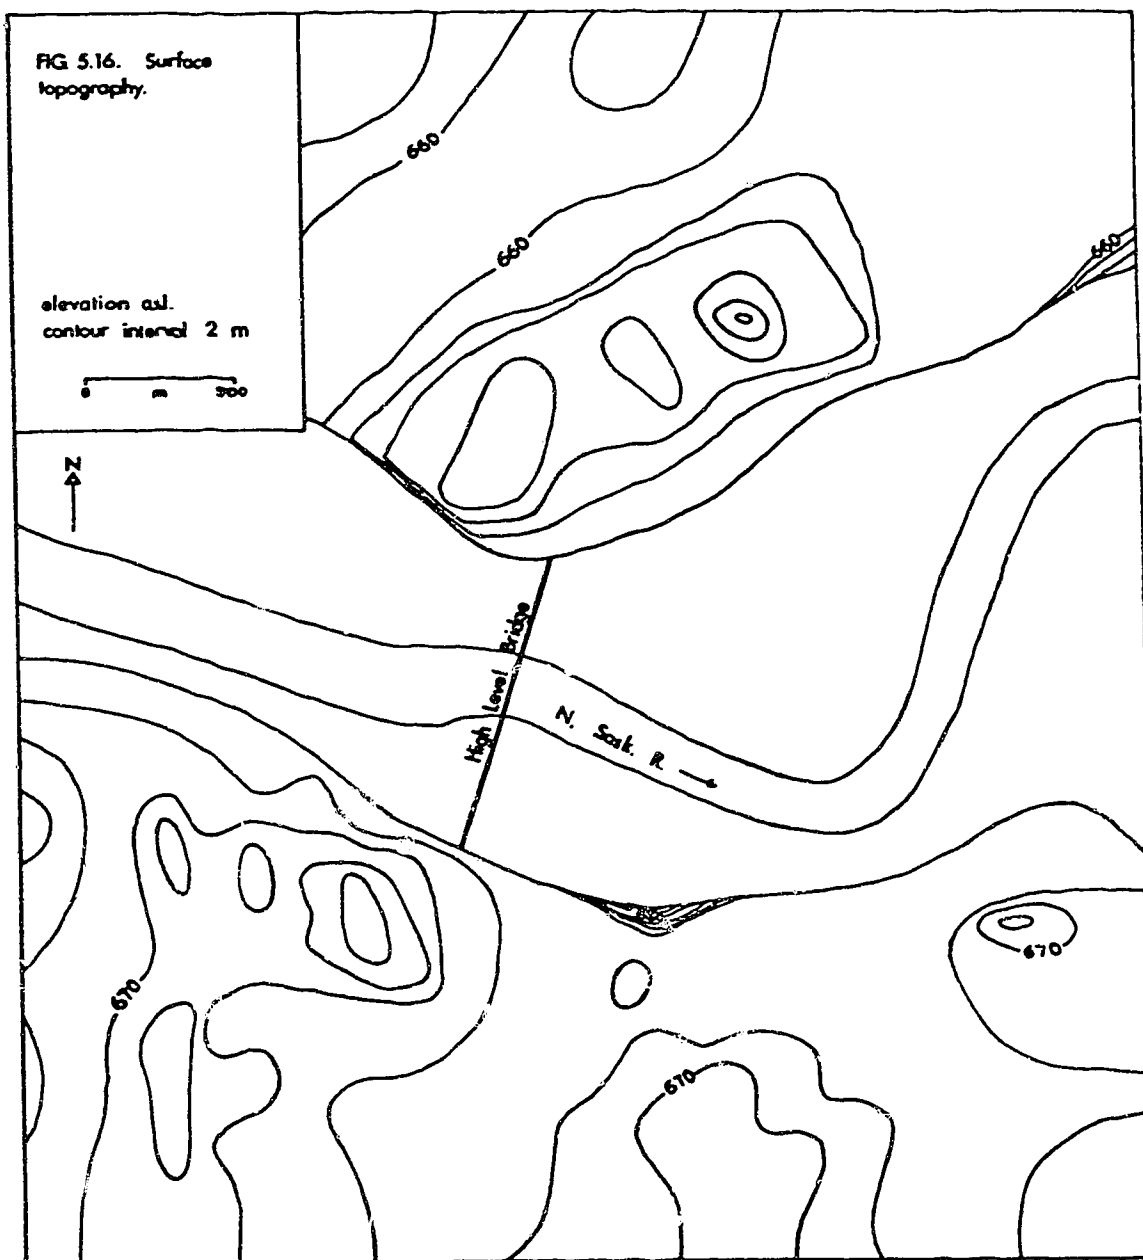 FIG 5.16. Surface
topography.
elevation a.s.l.
contour interval 2 m
0 m 500
N
660
660
660
High Level Bridge
N. Sask. R.
670
670
670